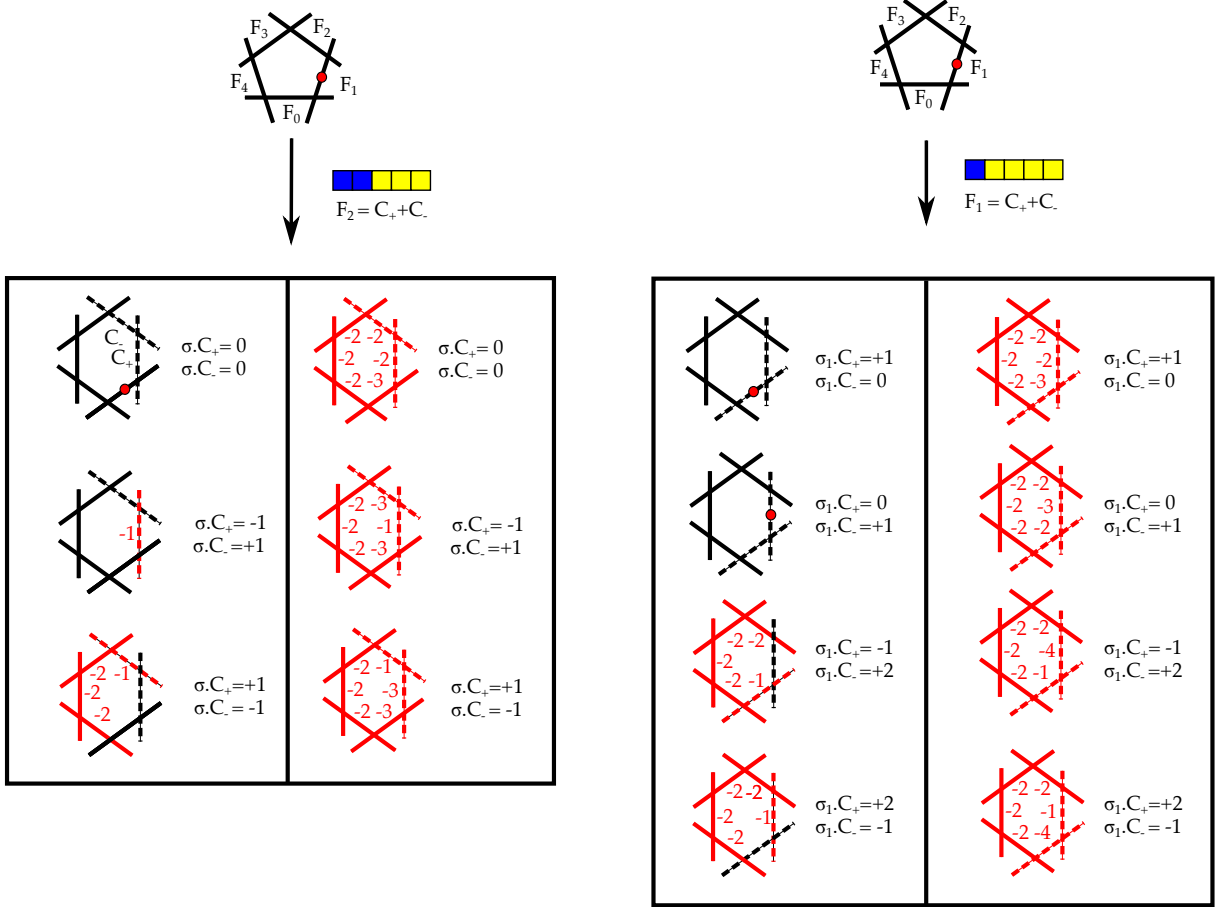 F3 F2
F4 F1
F0
F2 = C+ + C-
C-
C+
σ.C+= 0
σ.C-= 0
-2 -2
-2 -2
-2 -3
σ.C+= 0
σ.C-= 0
-1
σ.C+= -1
σ.C-=+1
-2 -3
-2 -1
-2 -3
σ.C+= -1
σ.C-=+1
-2 -1
-2
-2
σ.C+=+1
σ.C-= -1
-2 -1
-2 -3
-2 -3
σ.C+=+1
σ.C-= -1
F3 F2
F4 F1
F0
F1 = C+ + C-
σ1.C+=+1
σ1.C-= 0
-2 -2
-2 -2
-2 -3
σ1.C+=+1
σ1.C-= 0
σ1.C+= 0
σ1.C-=+1
-2 -2
-2 -3
-2 -2
σ1.C+= 0
σ1.C-=+1
-2 -2
-2
-2 -1
σ1.C+= -1
σ1.C-=+2
-2 -2
-2 -4
-2 -1
σ1.C+= -1
σ1.C-=+2
-2 -2
-2 -1
-2
σ1.C+=+2
σ1.C-= -1
-2 -2
-2 -1
-2 -4
σ1.C+=+2
σ1.C-= -1